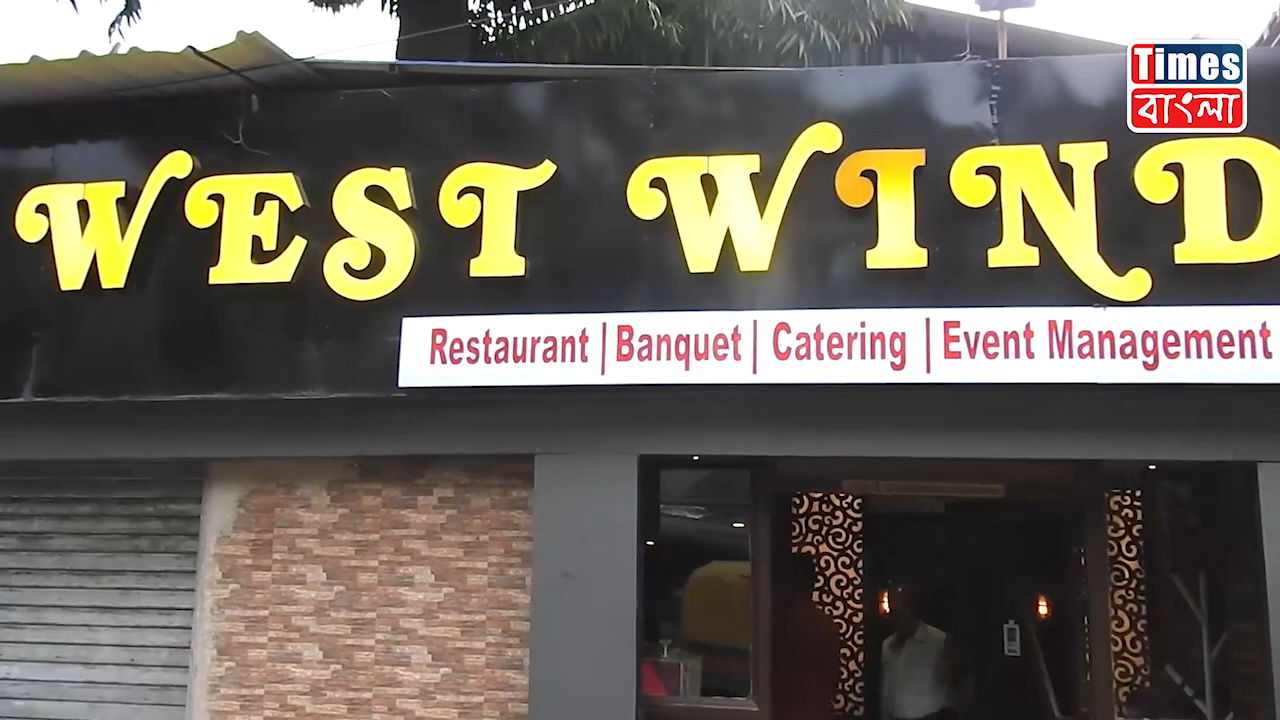 Times
বাংলা
WEST WIND
Restaurant | Banquet | Catering | Event Management